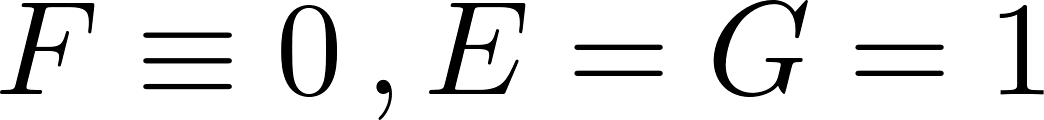 F ≡ 0 , E = G = 1